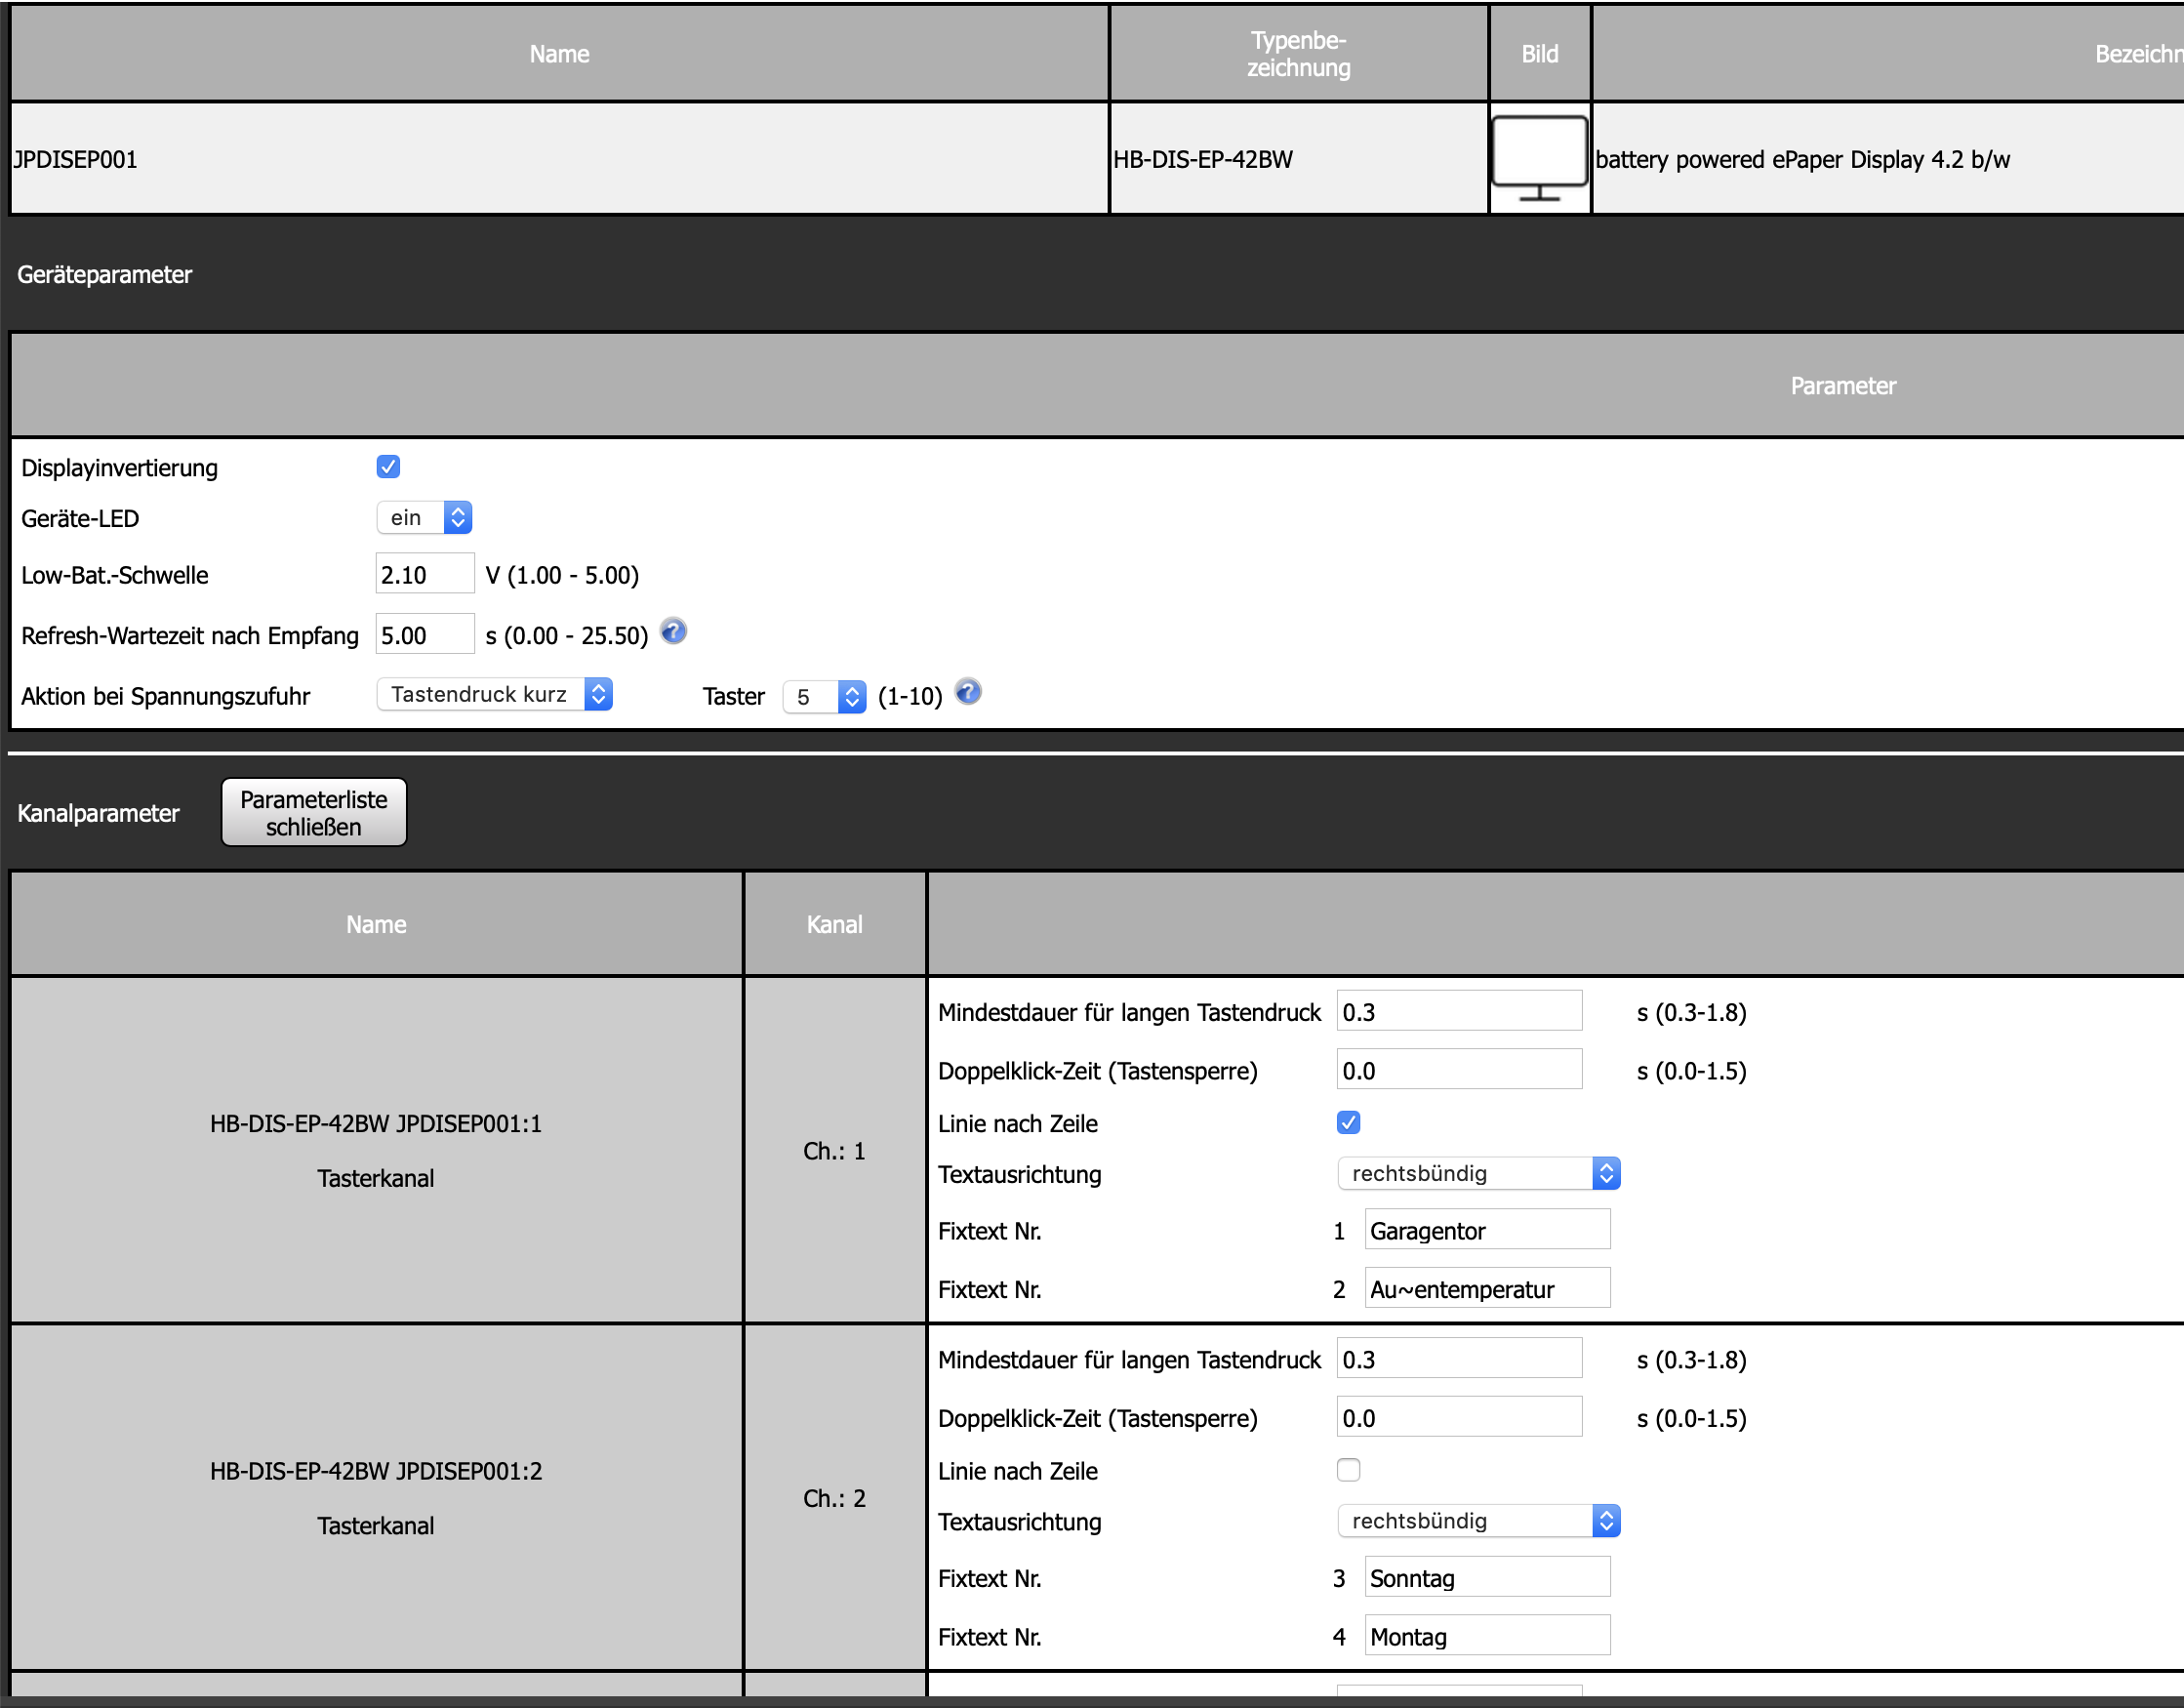 Name
Typenbe-
zeichnung
Bild
JPDISEP001
HB-DIS-EP-42BW
battery powered ePaper Display 4.2 b/w
Geräteparameter
Parameter
Displayinvertierung
Geräte-LED ein
Low-Bat.-Schwelle 2.10 V (1.00 - 5.00)
Refresh-Wartezeit nach Empfang 5.00 s (0.00 - 25.50) ?
Aktion bei Spannungszufuhr Tastendruck kurz Taster 5 (1-10) ?
Kanalparameter
Parameterliste
schließen
Name
Kanal
HB-DIS-EP-42BW JPDISEP001:1
Tasterkanal
Ch.: 1
Mindestdauer für langen Tastendruck 0.3 s (0.3-1.8)
Doppelklick-Zeit (Tastensperre) 0.0 s (0.0-1.5)
Linie nach Zeile
Textausrichtung rechtsbündig
Fixtext Nr. 1 Garagentor
Fixtext Nr. 2 Au~entemperatur
HB-DIS-EP-42BW JPDISEP001:2
Tasterkanal
Ch.: 2
Mindestdauer für langen Tastendruck 0.3 s (0.3-1.8)
Doppelklick-Zeit (Tastensperre) 0.0 s (0.0-1.5)
Linie nach Zeile
Textausrichtung rechtsbündig
Fixtext Nr. 3 Sonntag
Fixtext Nr. 4 Montag